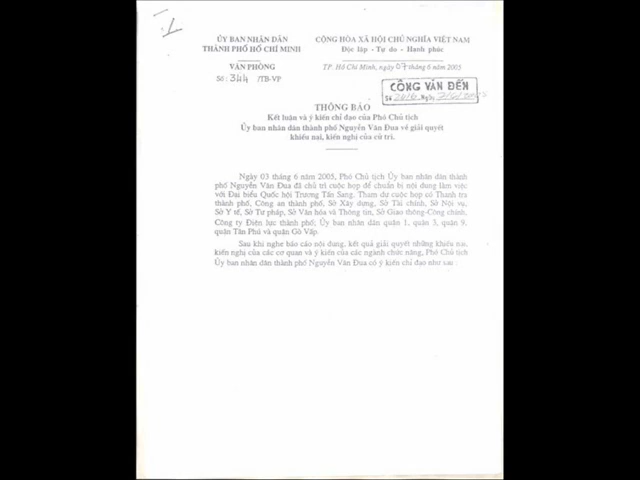 ỦY BAN NHÂN DÂN
THÀNH PHỐ HỒ CHÍ MINH
VĂN PHÒNG
Số: 344 /TB-VP
CỘNG HÒA XÃ HỘI CHỦ NGHĨA VIỆT NAM
Độc lập - Tự do - Hạnh phúc
TP. Hồ Chí Minh, ngày 07 tháng 6 năm 2005
CÔNG VĂN ĐẾN
Số Ngày
THÔNG BÁO
Kết luận và ý kiến chỉ đạo của Phó Chủ tịch
Ủy ban nhân dân thành phố Nguyễn Văn Đua về giải quyết
khiếu nại, kiến nghị của cử tri.
Ngày 03 tháng 6 năm 2005, Phó Chủ tịch Ủy ban nhân dân thành
phố Nguyễn Văn Đua đã chủ trì cuộc họp để chuẩn bị nội dung làm việc
với Đại biểu Quốc hội Trương Tấn Sang. Tham dự cuộc họp có Thanh tra
thành phố, Công an thành phố, Sở Xây dựng, Sở Tài chính, Sở Nội vụ,
Sở Y tế, Sở Tư pháp, Sở Văn hóa và Thông tin, Sở Giao thông-Công chính,
Công ty Điện lực thành phố; Ủy ban nhân dân quận 1, quận 3, quận 9,
quận Tân Phú và quận Gò Vấp.
Sau khi nghe báo cáo nội dung, kết quả giải quyết những khiếu nại,
kiến nghị của các cơ quan và ý kiến của các ngành chức năng, Phó Chủ tịch
Ủy ban nhân dân thành phố Nguyễn Văn Đua có ý kiến chỉ đạo như sau :